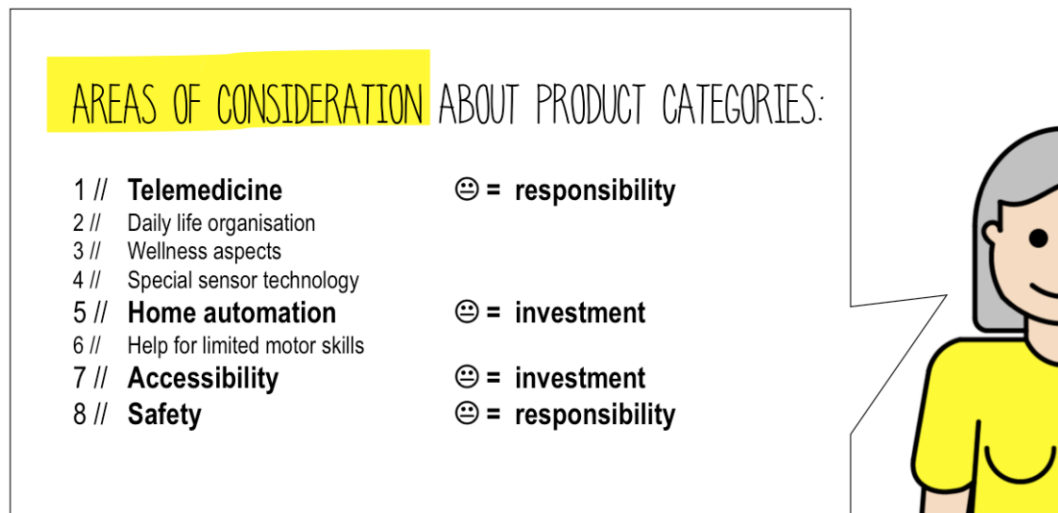 AREAS OF CONSIDERATION ABOUT PRODUCT CATEGORIES:
1 // Telemedicine 😐 = responsibility
2 // Daily life organisation
3 // Wellness aspects
4 // Special sensor technology
5 // Home automation 😐 = investment
6 // Help for limited motor skills
7 // Accessibility 😐 = investment
8 // Safety 😐 = responsibility